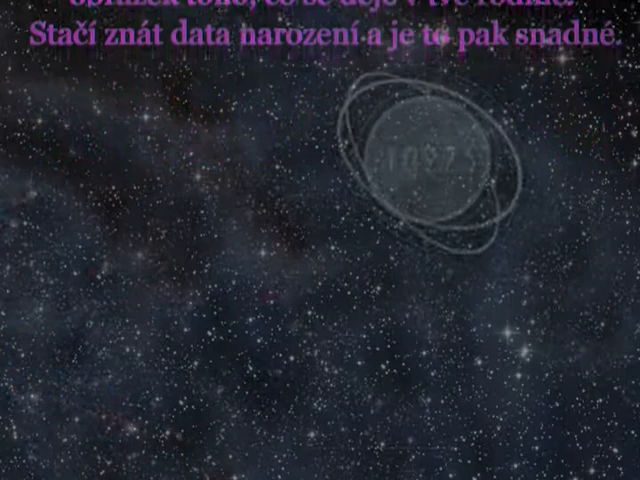 obrázek toho, co se děje v tvé rodině.
Stačí znát data narození a je to pak snadné.